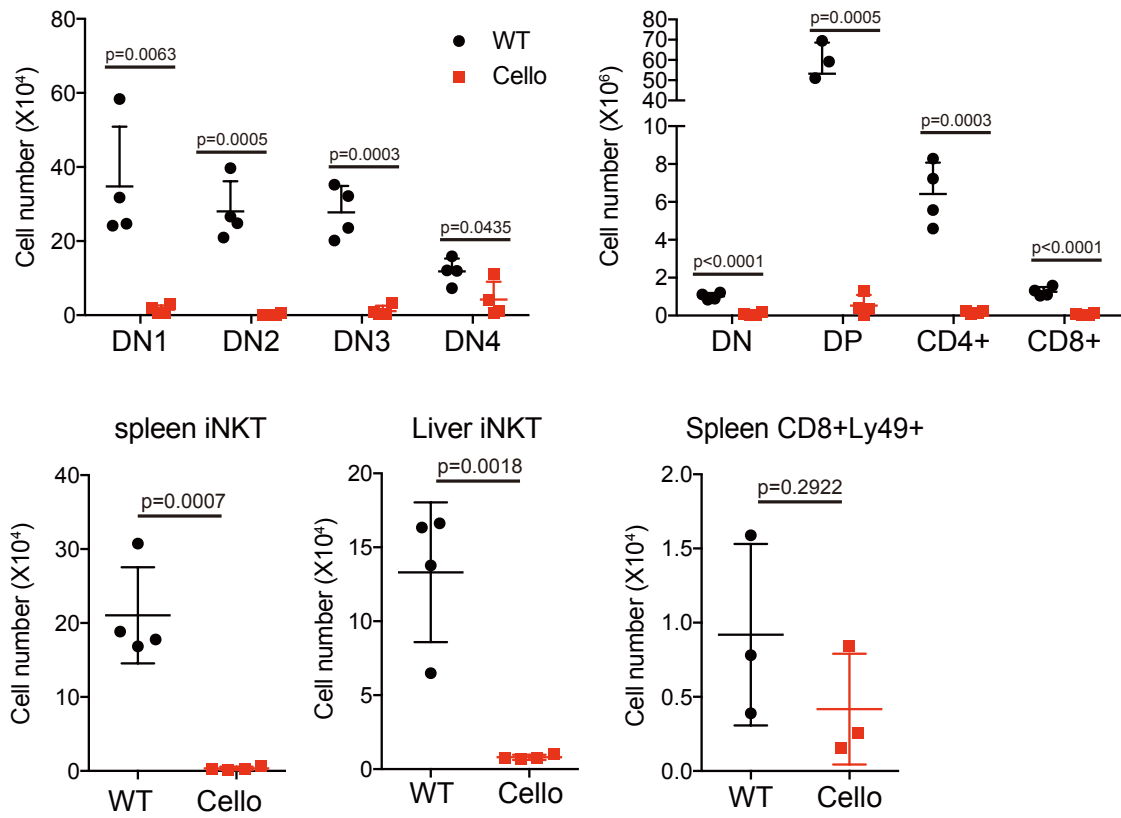 Cell number (X10⁴)
80
60
40
20
0
p=0.0063
p=0.0005
p=0.0003
p=0.0435
WT
Cello
DN1 DN2 DN3 DN4
Cell number (X10⁶)
80
70
60
50
40
10
8
6
4
2
0
p=0.0005
p=0.0003
p<0.0001
p<0.0001
DN DP CD4+ CD8+
spleen iNKT
Cell number (X10⁴)
40
30
20
10
0
p=0.0007
WT Cello
Liver iNKT
Cell number (X10⁴)
20
15
10
5
0
p=0.0018
WT Cello
Spleen CD8+Ly49+
Cell number (X10⁴)
2.0
1.5
1.0
0.5
0.0
p=0.2922
WT Cello